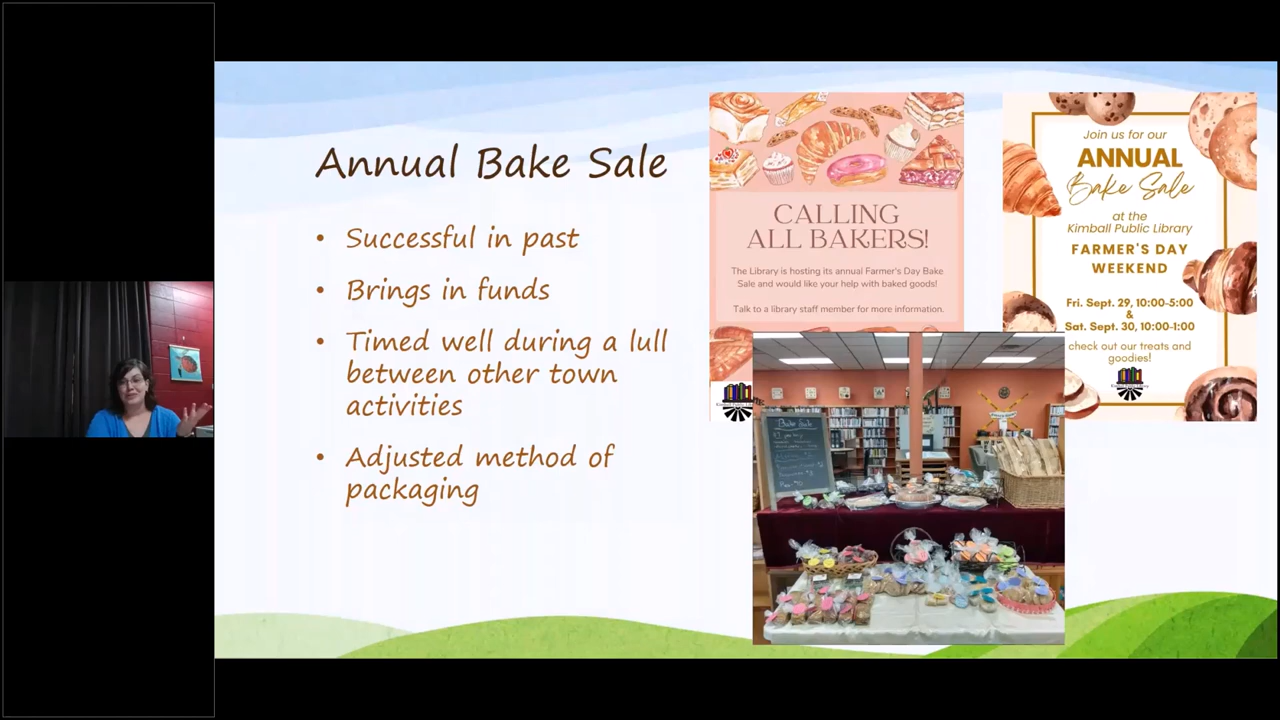 Annual Bake Sale
• Successful in past
• Brings in funds
• Timed well during a lull
between other town
activities
• Adjusted method of
packaging
CALLING
ALL BAKERS!
The Library is hosting its annual Farmer's Day Bake
Sale and would like your help with baked goods!
Talk to a library staff member for more information.
Join us for our
ANNUAL
Bake Sale
at the
Kimball Public Library
FARMER'S DAY
WEEKEND
Fri. Sept. 29, 10:00-5:00
&
Sat. Sept. 30, 10:00-1:00
check out our treats and
goodies!
Bake Sale